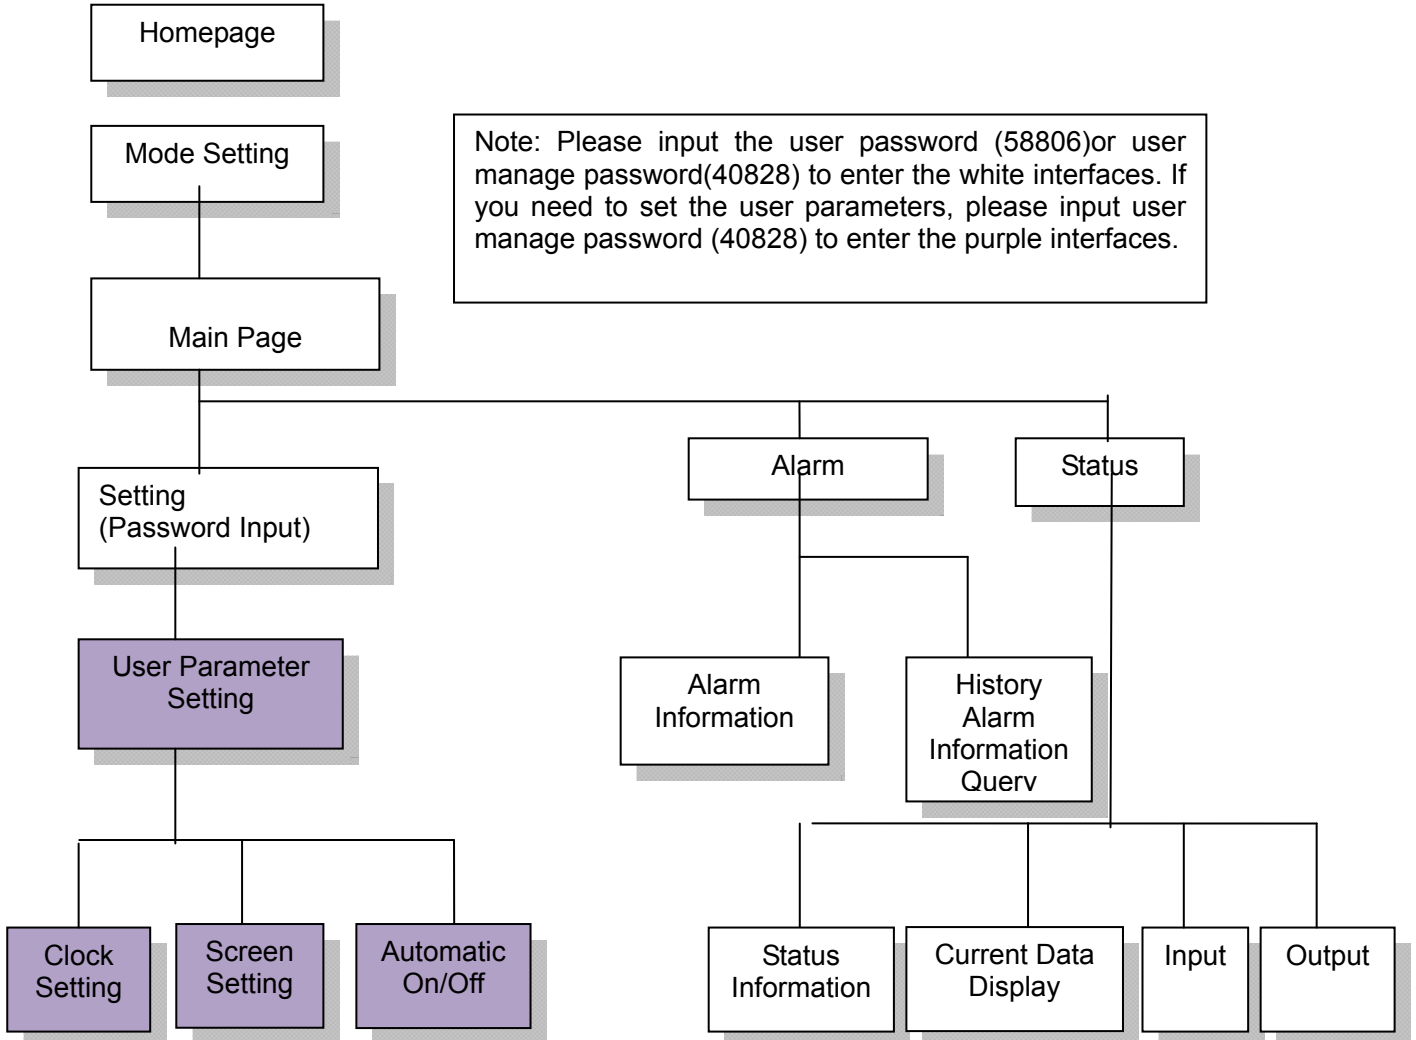 Homepage
Mode Setting
Note: Please input the user password (58806)or user
manage password(40828) to enter the white interfaces. If
you need to set the user parameters, please input user
manage password (40828) to enter the purple interfaces.
Main Page
Setting
(Password Input)
Alarm
Status
User Parameter
Setting
Alarm
Information
History
Alarm
Information
Query
Clock
Setting
Screen
Setting
Automatic
On/Off
Status
Information
Current Data
Display
Input
Output